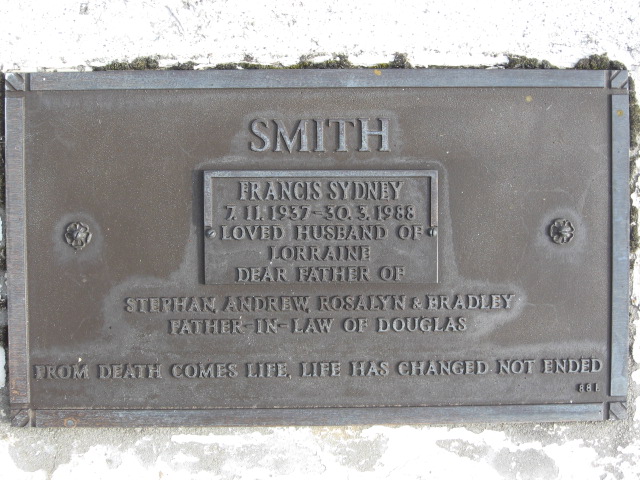 SMITH
FRANCIS SYDNEY
7. 11. 1937-30. 3. 1988
LOVED HUSBAND OF
LORRAINE
DEAR FATHER OF
STEPHAN, ANDREW, ROSALYN & BRADLEY
FATHER-IN-LAW OF DOUGLAS
FROM DEATH COMES LIFE, LIFE HAS CHANGED NOT ENDED